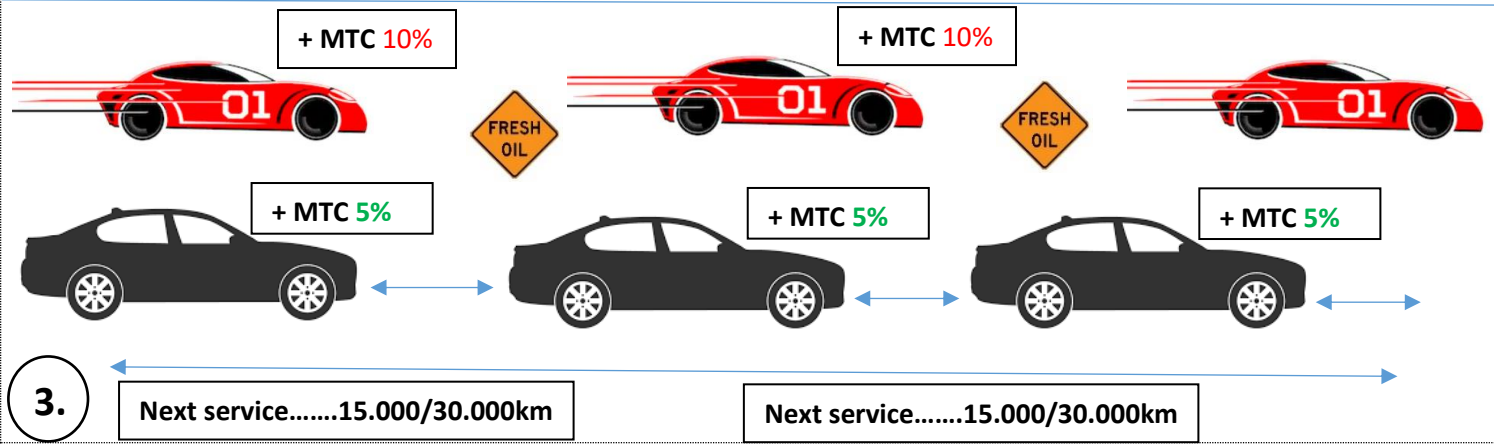 + MTC 10%
+ MTC 10%
01
FRESH
OIL
01
FRESH
OIL
01
+ MTC 5%
+ MTC 5%
+ MTC 5%
3.
Next service…….15.000/30.000km
Next service…….15.000/30.000km